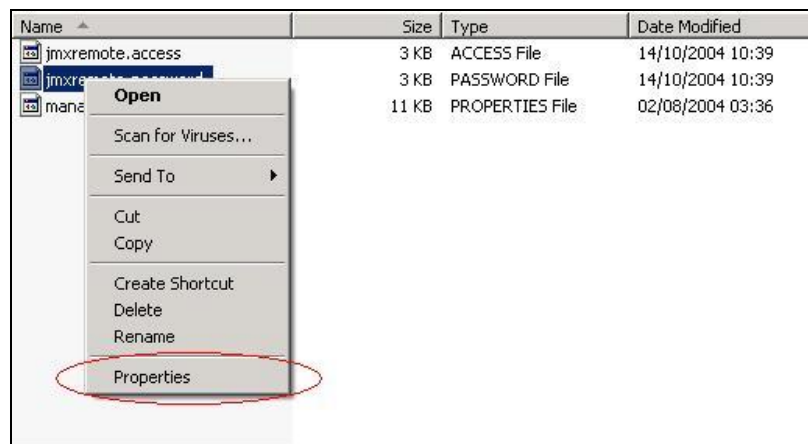 Name Size Type Date Modified
jmxremote.access 3 KB ACCESS File 14/10/2004 10:39
3 KB PASSWORD File 14/10/2004 10:39
mana 11 KB PROPERTIES File 02/08/2004 03:36
Open
Scan for Viruses...
Send To
Cut
Copy
Create Shortcut
Delete
Rename
Properties